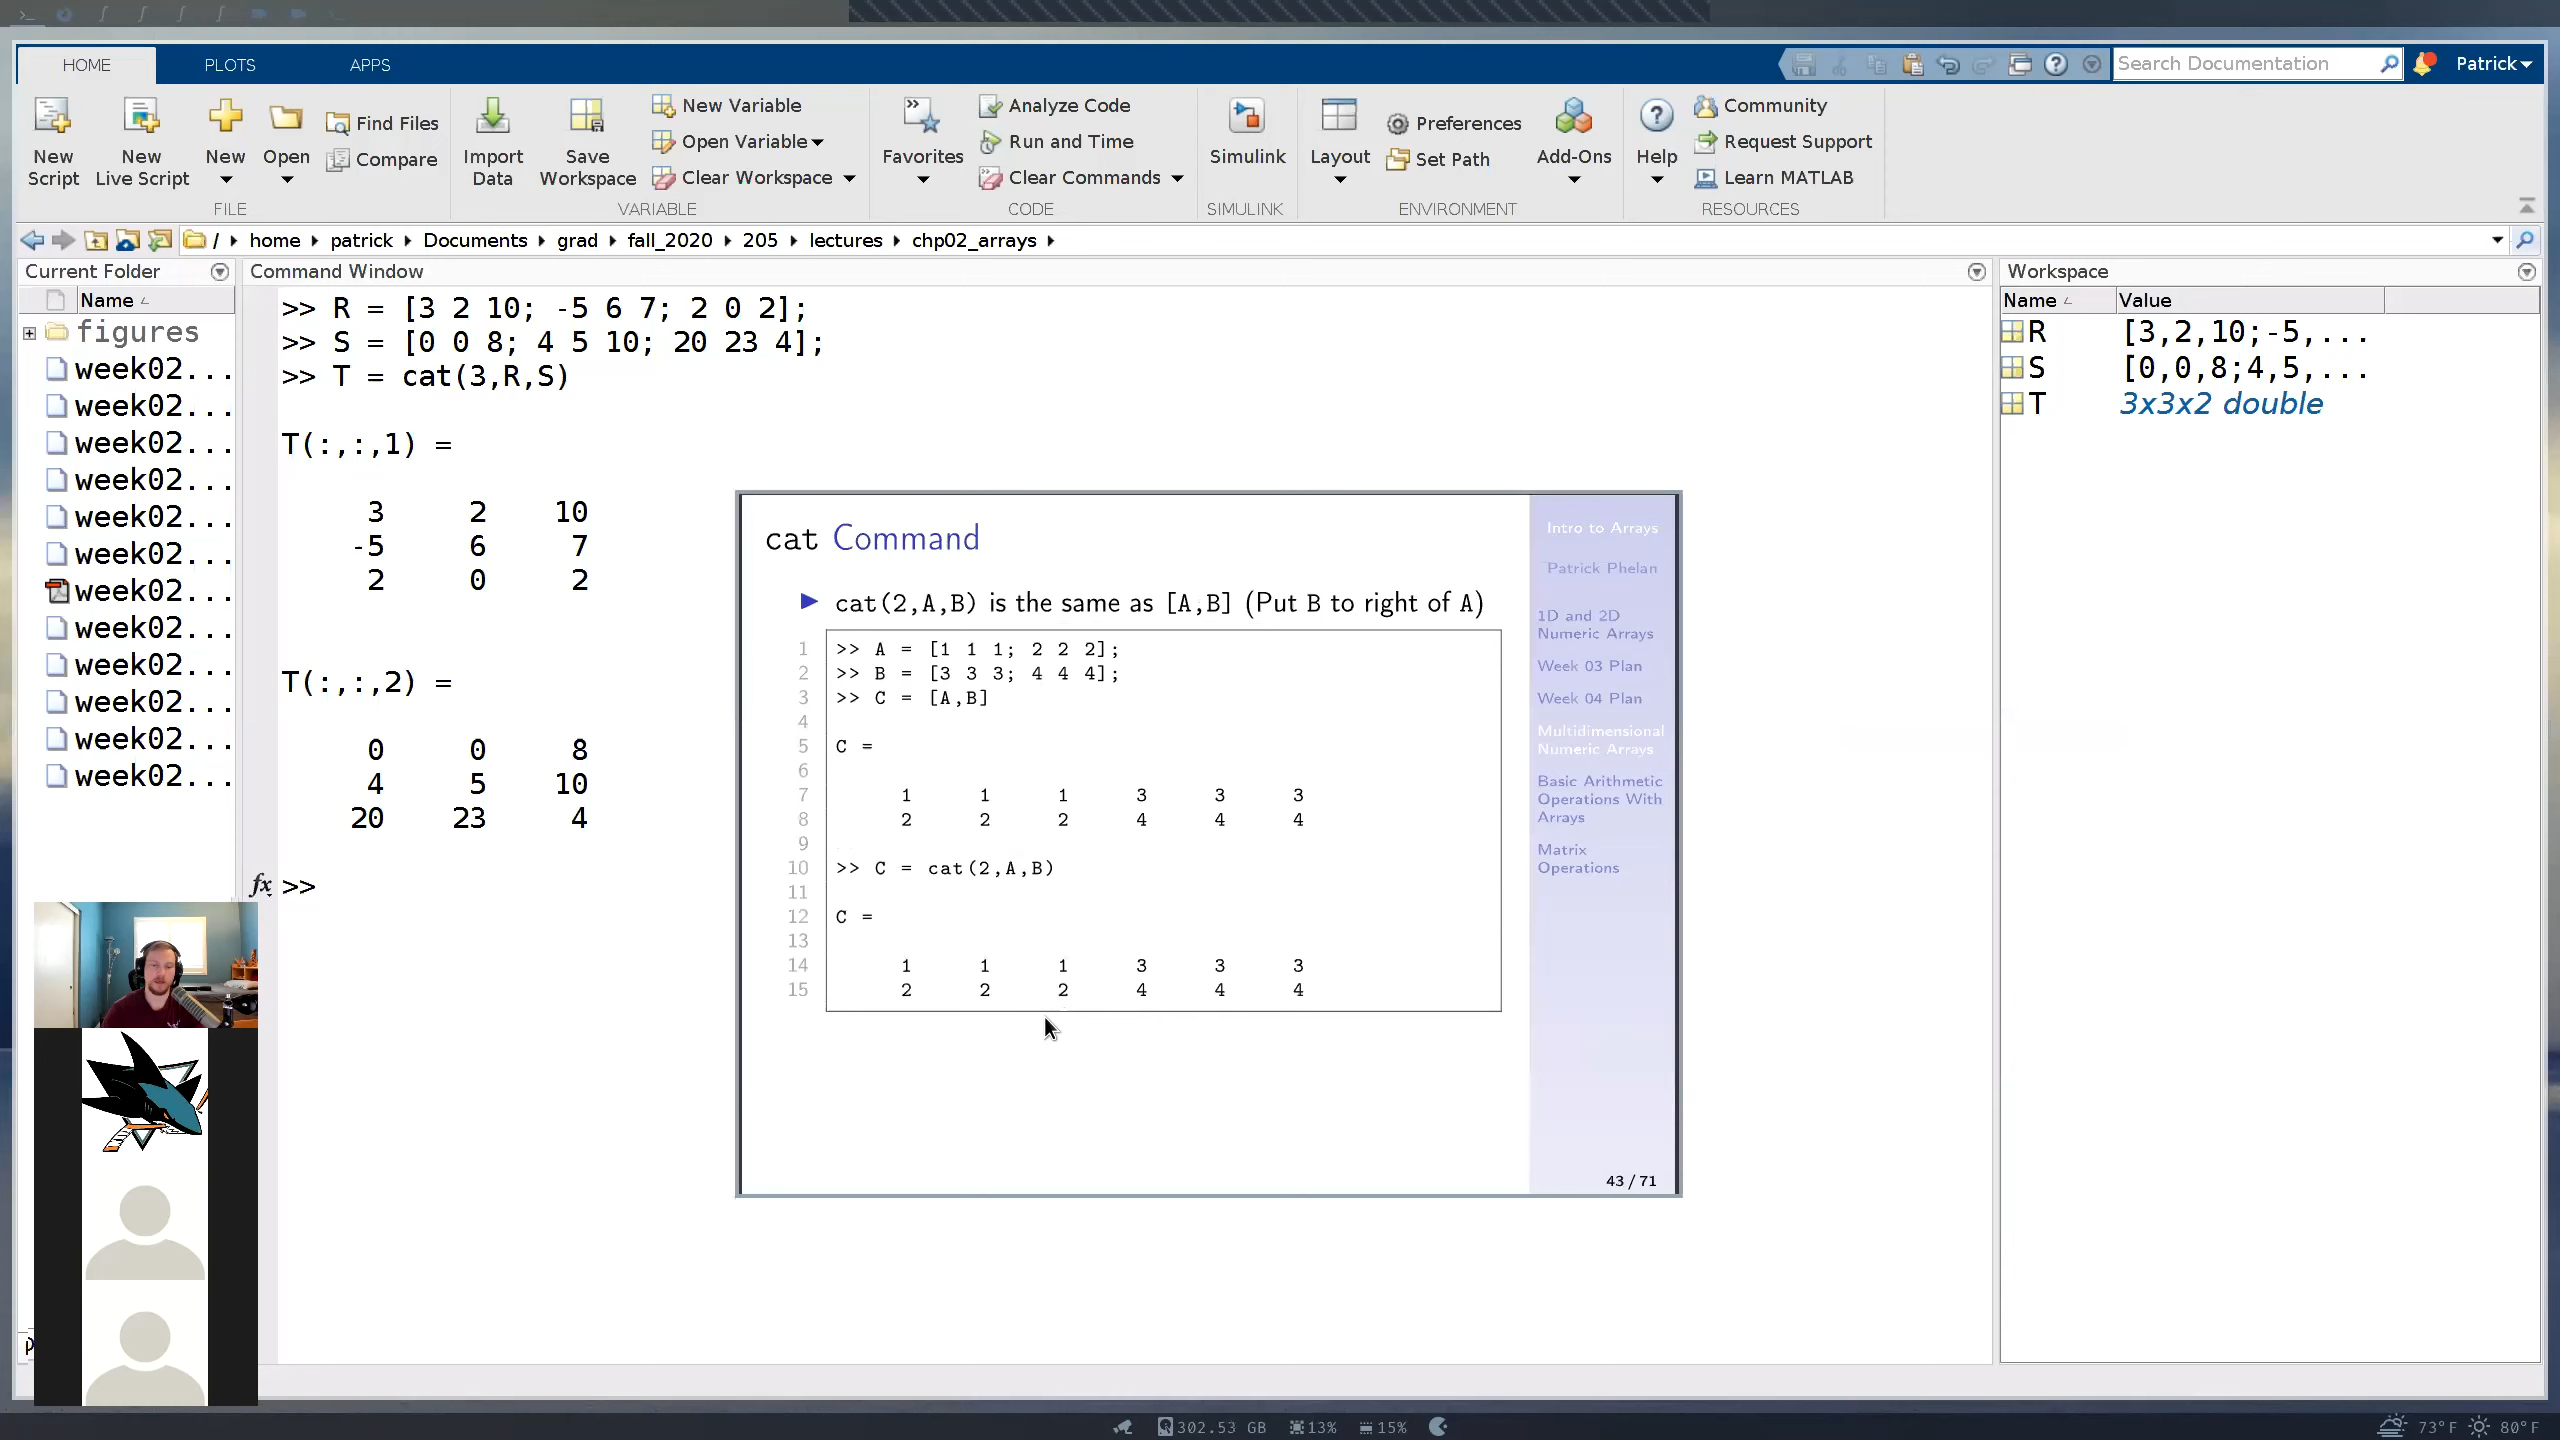 HOME PLOTS APPS
Search Documentation
Patrick
New Script
New Live Script
New
Open
Find Files
Compare
FILE
Import Data
Save Workspace
New Variable
Open Variable
Clear Workspace
VARIABLE
Favorites
Analyze Code
Run and Time
Clear Commands
CODE
Simulink
SIMULINK
Layout
Preferences
Set Path
Add-Ons
ENVIRONMENT
Help
Community
Request Support
Learn MATLAB
RESOURCES
/ home patrick Documents grad fall_2020 205 lectures chp02_arrays
Current Folder
Name
figures
week02...
week02...
week02...
week02...
week02...
week02...
week02...
week02...
week02...
week02...
week02...
week02...
Command Window
>> R = [3 2 10; -5 6 7; 2 0 2];
>> S = [0 0 8; 4 5 10; 20 23 4];
>> T = cat(3,R,S)
T(:,:,1) =
3 2 10
-5 6 7
2 0 2
T(:,:,2) =
0 0 8
4 5 10
20 23 4
fx >>
cat Command
cat(2,A,B) is the same as [A,B] (Put B to right of A)
1 >> A = [1 1 1; 2 2 2];
2 >> B = [3 3 3; 4 4 4];
3 >> C = [A,B]
4
5 C =
6
7 1 1 1 3 3 3
8 2 2 2 4 4 4
9
10 >> C = cat(2,A,B)
11
12 C =
13
14 1 1 1 3 3 3
15 2 2 2 4 4 4
Intro to Arrays
Patrick Phelan
1D and 2D
Numeric Arrays
Week 03 Plan
Week 04 Plan
Multidimensional
Numeric Arrays
Basic Arithmetic
Operations With
Arrays
Matrix
Operations
43 / 71
Workspace
Name Value
R [3,2,10;-5,...
S [0,0,8;4,5,...
T 3x3x2 double
302.53 GB 13% 15%
73°F 80°F